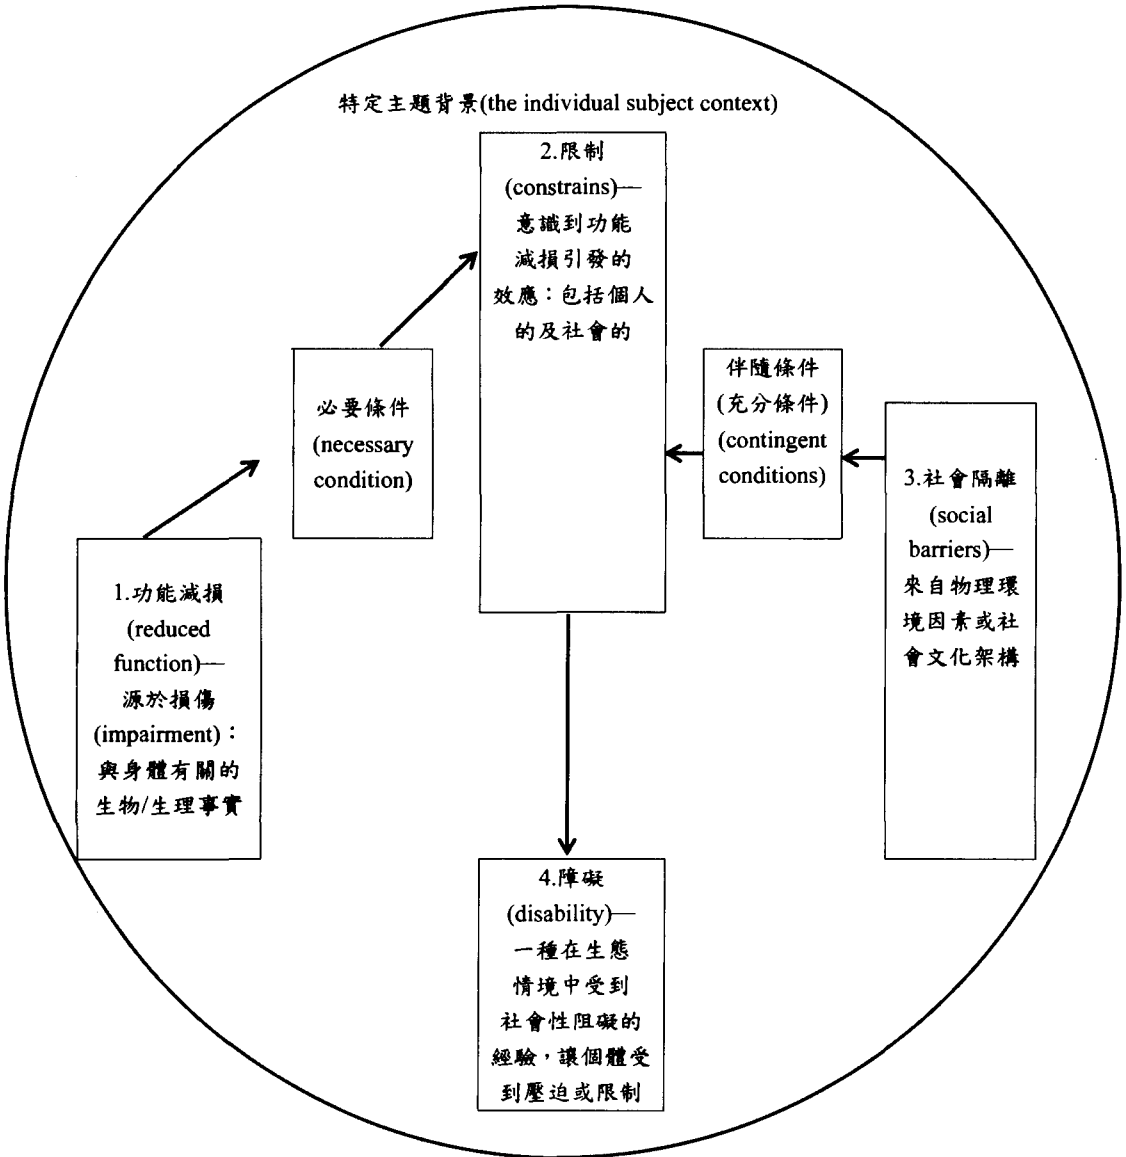 特定主題背景(the individual subject context)
2.限制
(constrains)—
意識到功能
減損引發的
效應：包括個人
的及社會的
必要條件
(necessary
condition)
伴隨條件
(充分條件)
(contingent
conditions)
1.功能減損
(reduced
function)—
源於損傷
(impairment)：
與身體有關的
生物/生理事實
3.社會隔離
(social
barriers)—
來自物理環
境因素或社
會文化架構
4.障礙
(disability)—
一種在生態
情境中受到
社會性阻礙的
經驗，讓個體受
到壓迫或限制